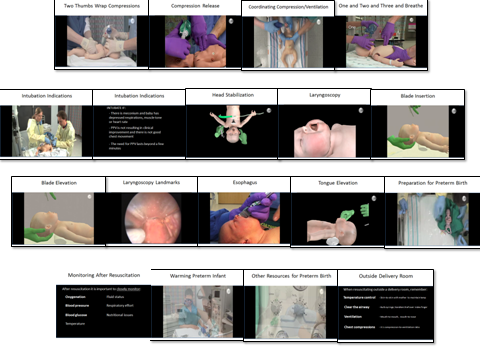 Two Thumbs Wrap Compressions
Compression Release
Coordinating Compression/Ventilation
One and Two and Three and Breathe
Intubation Indications
Intubation Indications
Head Stabilization
Laryngoscopy
Blade Insertion
- There is meconium and baby has
depressed respirations, muscle tone
or heart rate
- PPV is not resulting in clinical
improvement and there is not good
chest movement
- The need for PPV lasts beyond a few
minutes
Blade Elevation
Laryngoscopy Landmarks
Esophagus
Tongue Elevation
Preparation for Preterm Birth
Monitoring After Resuscitation
Warming Preterm Infant
Other Resources for Preterm Birth
Outside Delivery Room
After resuscitation it is important to closely monitor:
Oxygenation
Fluid status
Blood pressure
Respiratory effort
Blood glucose
Nutritional issues
Temperature
When resuscitating outside a delivery room, remember:
Temperature control
Clear the airway
Ventilation
Chest compressions